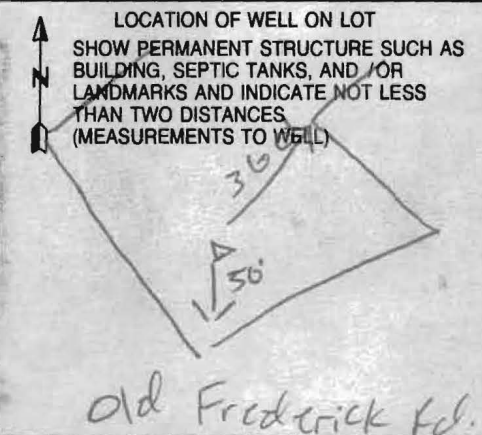 LOCATION OF WELL ON LOT
SHOW PERMANENT STRUCTURE SUCH AS
BUILDING, SEPTIC TANKS, AND /OR
LANDMARKS AND INDICATE NOT LESS
THAN TWO DISTANCES
(MEASUREMENTS TO WELL)
N
360'
50'
Old Frederick Rd.